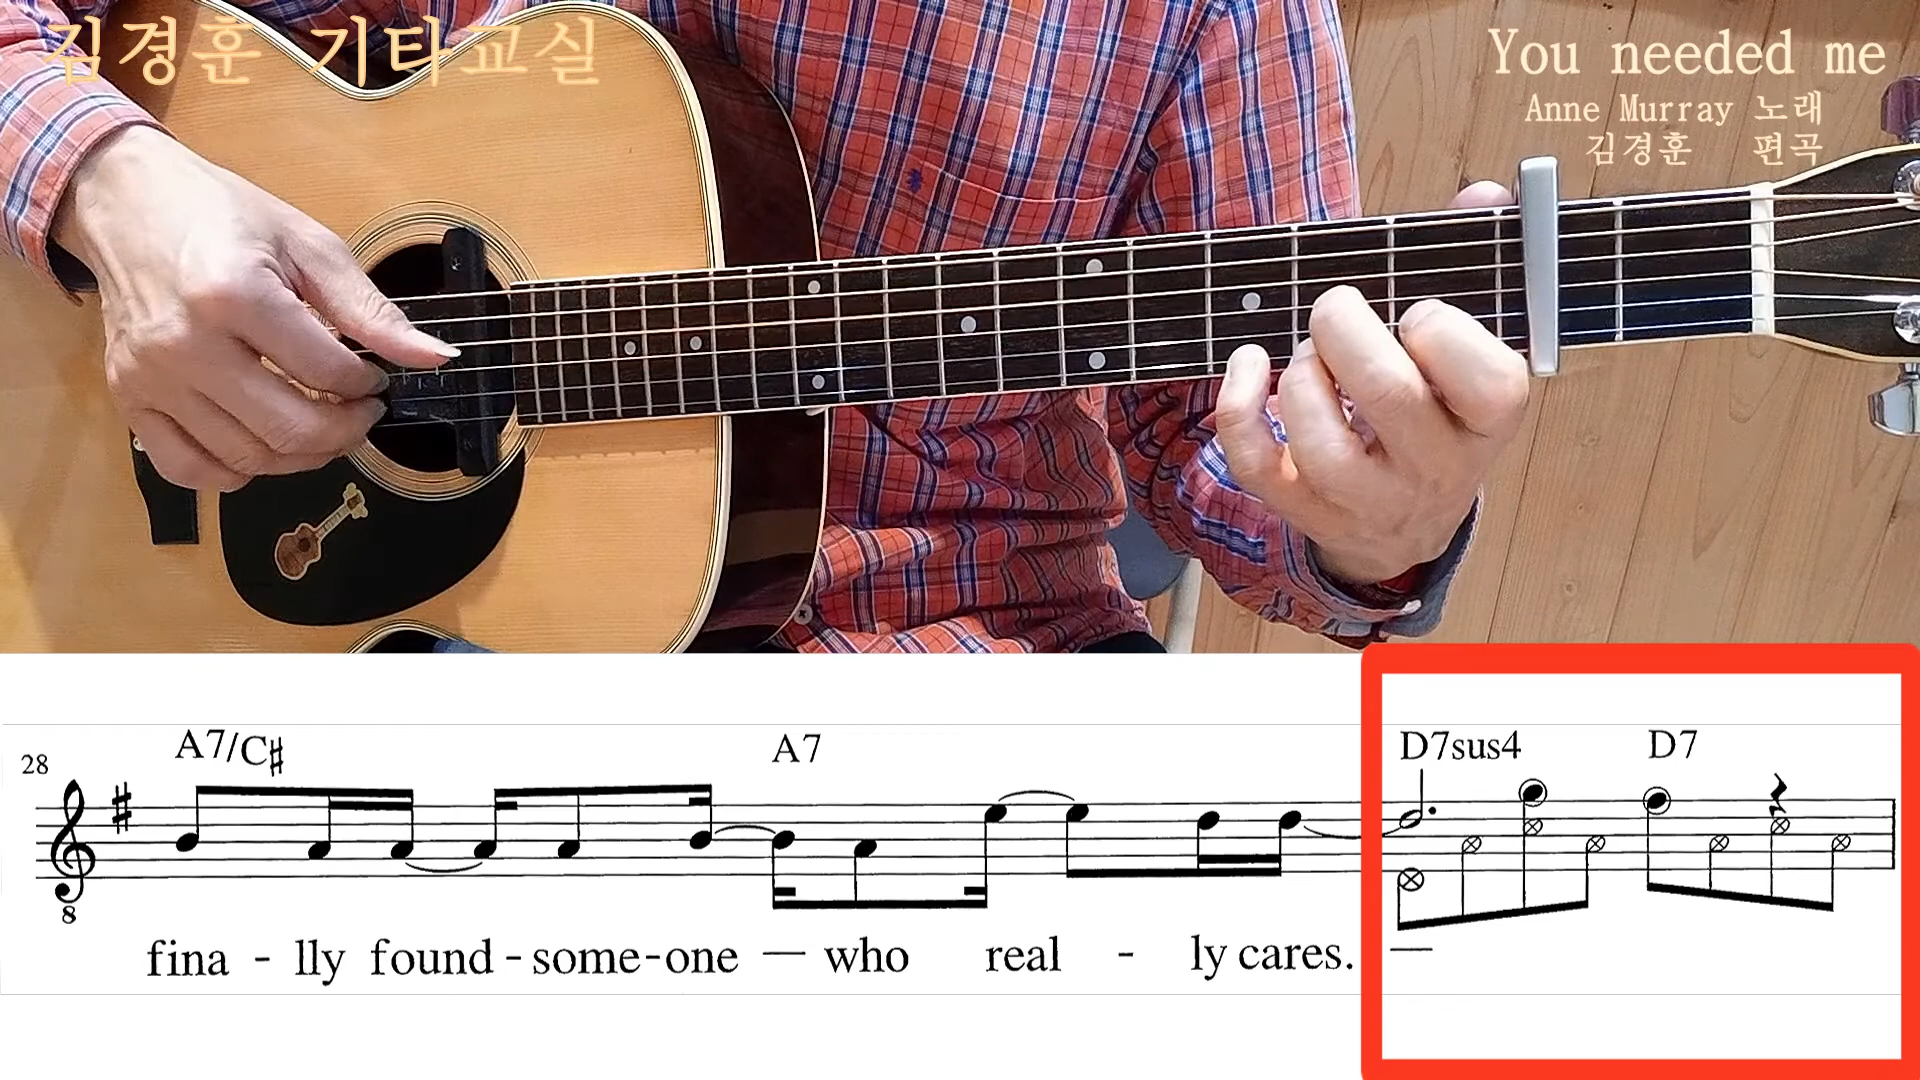 김경훈 기타교실
You needed me
Anne Murray 노래
김경훈 편곡
A7/C♯ A7 D7sus4 D7
28
8
fina - lly found - some - one — who real - ly cares. —